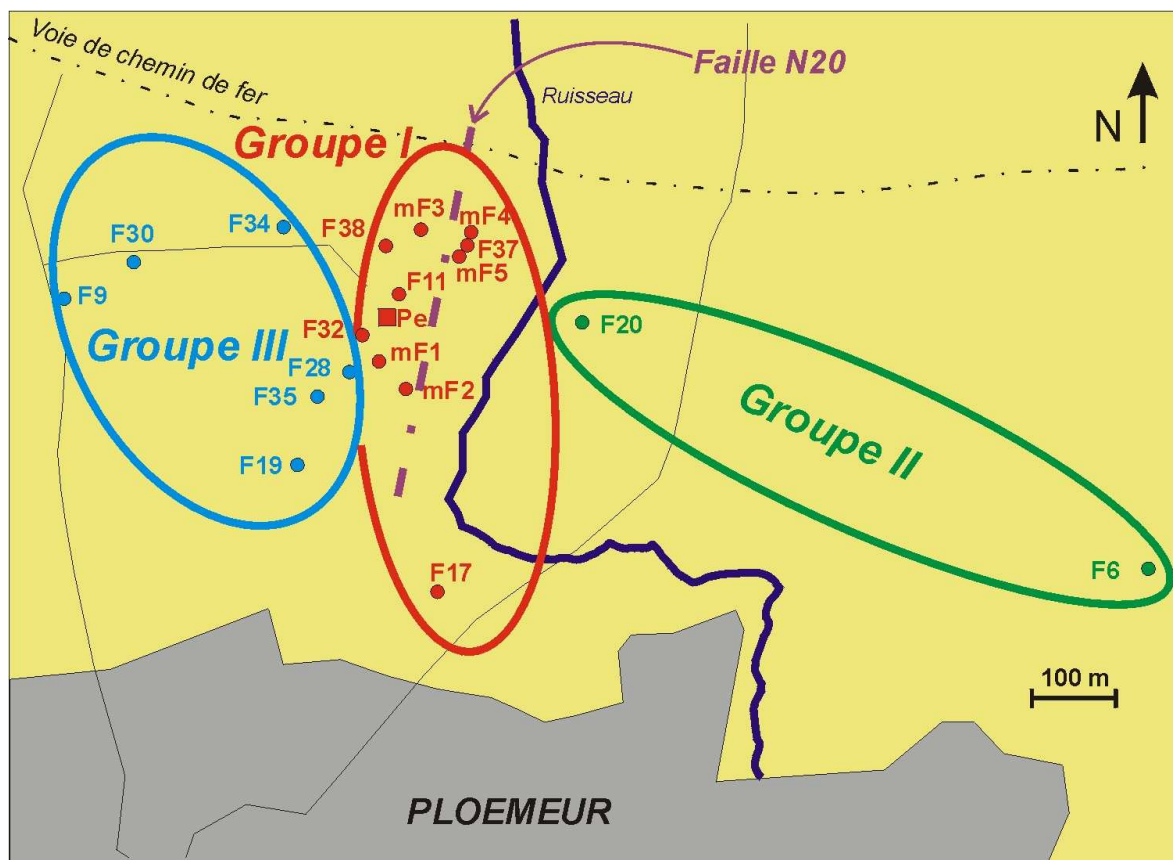 Voie de chemin de fer
Faille N20
Ruisseau
N
Groupe I
mF3
mF4
F34
F38
F37
F30
mF5
F11
F9
Pe
F20
F32
Groupe III
mF1
F28
mF2
F35
Groupe II
F19
F6
F17
100 m
PLOEMEUR